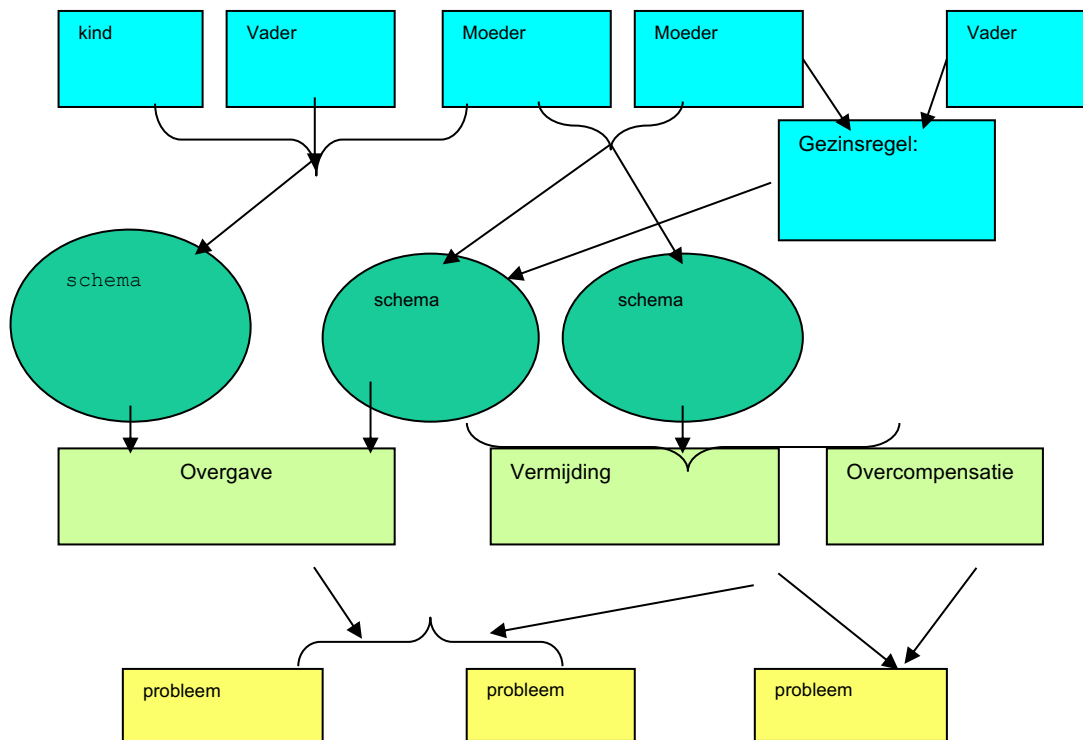 kind
Vader
Moeder
Moeder
Vader
Gezinsregel:
schema
schema
schema
Overgave
Vermijding
Overcompensatie
probleem
probleem
probleem